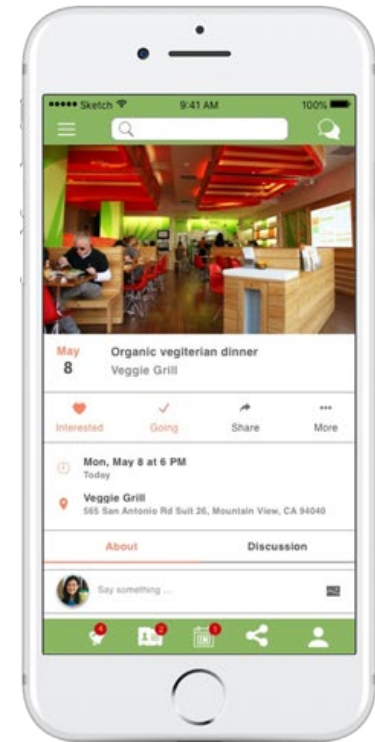 Sketch 9:41 AM 100%
May Organic vegiterian dinner
8 Veggie Grill
Interested Going Share More
Mon, May 8 at 6 PM
Today
Veggie Grill
565 San Antonio Rd Suit 26, Mountain View, CA 94040
About Discussion
Say something ...
4 2 1